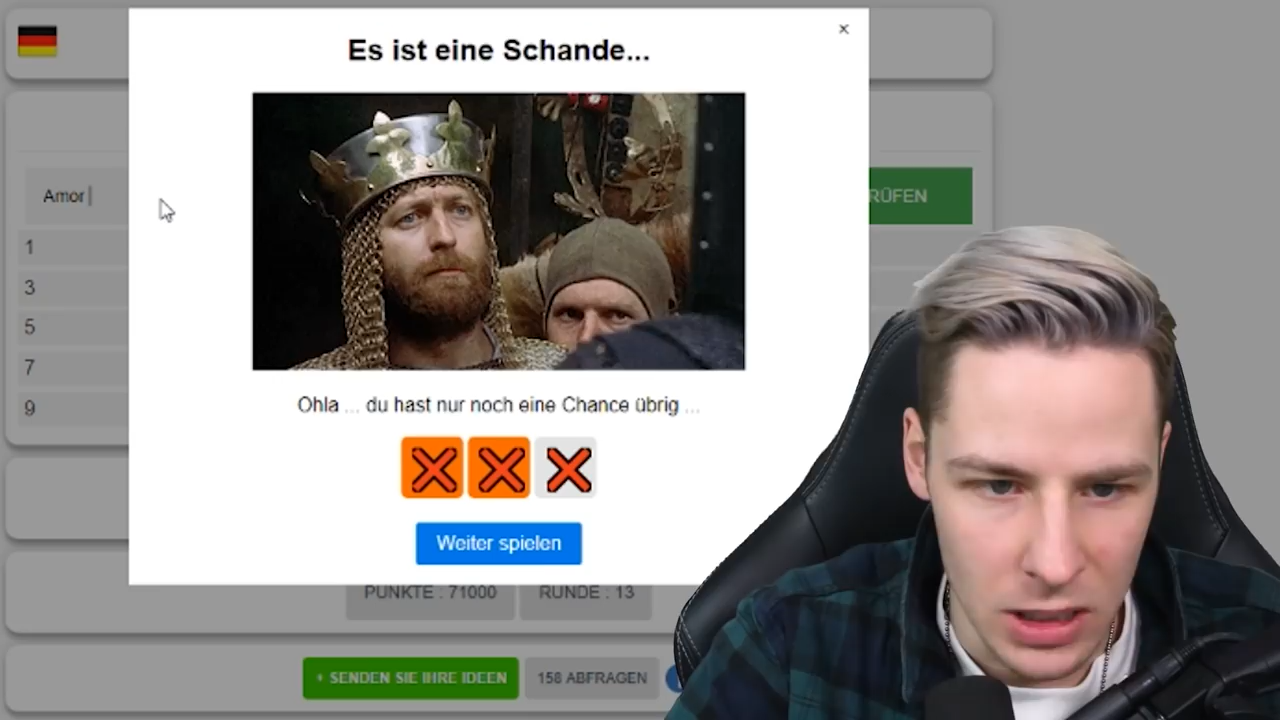 ×
Es ist eine Schande...
Amor
RÜFEN
1
3
5
7
9
Ohla ... du hast nur noch eine Chance übrig ...
Weiter spielen
PUNKTE : 71000
RUNDE : 13
+ SENDEN SIE IHRE IDEEN
158 ABFRAGEN